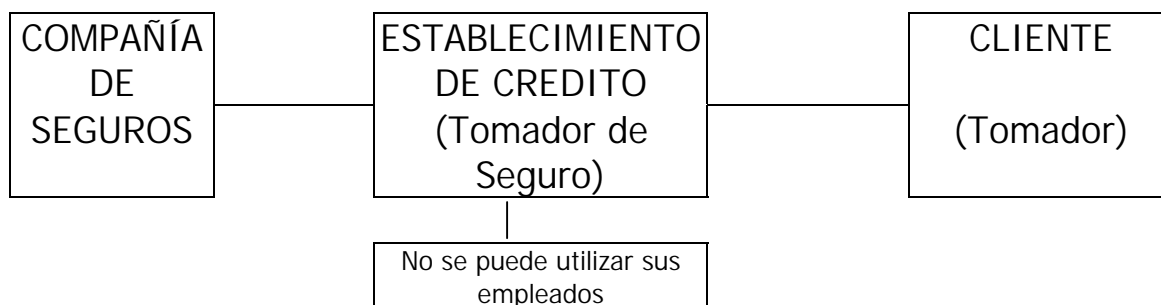 COMPAÑÍA
DE
SEGUROS
ESTABLECIMIENTO
DE CREDITO
(Tomador de
Seguro)
CLIENTE
(Tomador)
No se puede utilizar sus
empleados